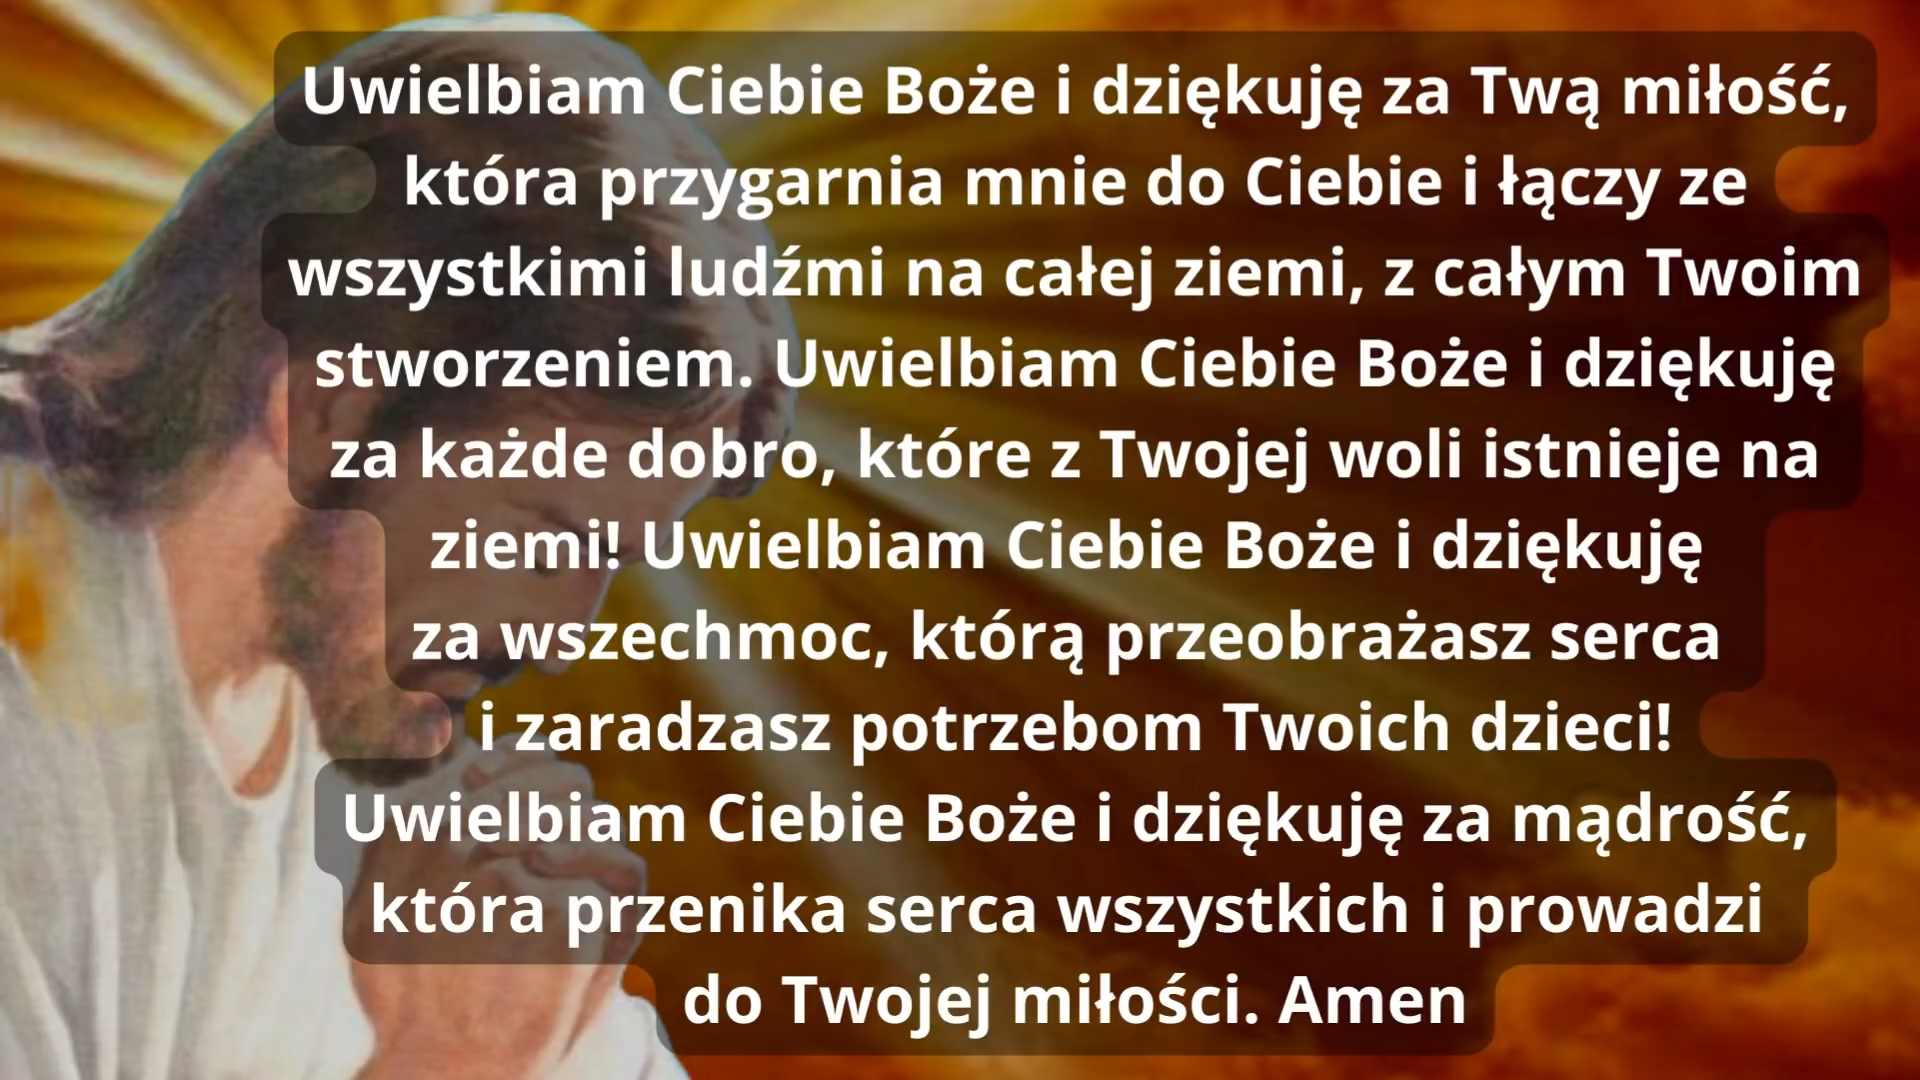 Uwielbiam Ciebie Boże i dziękuję za Twą miłość,
która przygarnia mnie do Ciebie i łączy ze
wszystkimi ludźmi na całej ziemi, z całym Twoim
stworzeniem. Uwielbiam Ciebie Boże i dziękuję
za każde dobro, które z Twojej woli istnieje na
ziemi! Uwielbiam Ciebie Boże i dziękuję
za wszechmoc, którą przeobrażasz serca
i zaradzasz potrzebom Twoich dzieci!
Uwielbiam Ciebie Boże i dziękuję za mądrość,
która przenika serca wszystkich i prowadzi
do Twojej miłości. Amen